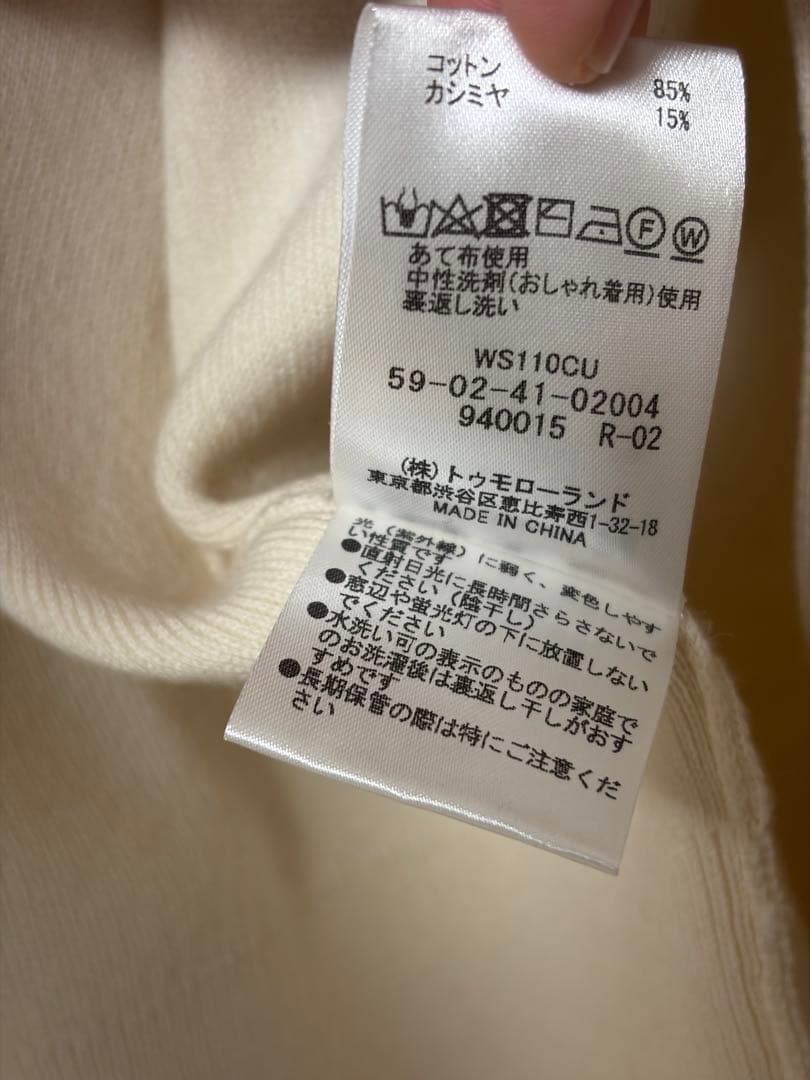 コットン 85%
カシミヤ 15%
F W
あて布使用
中性洗剤(おしゃれ着用)使用
裏返し洗い
WS110CU
59-02-41-02004
940015 R-02
(株)トゥモローランド
東京都渋谷区恵比寿西1-32-18
MADE IN CHINA
光(紫外線)に弱く、変色しやす
い性質です
●直射日光に長時間さらさないで
ください(陰干し)
●窓辺や蛍光灯の下に放置しない
でください
●水洗い可の表示のものの家庭で
のお洗濯後は裏返し干しがおす
すめです
●長期保管の際は特にご注意くだ
さい